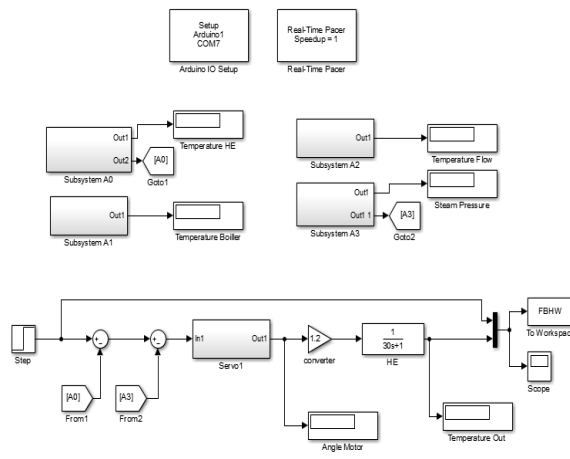 Setup
Arduino1
COM7
Arduino IO Setup
Real-Time Pacer
Speedup = 1
Real-Time Pacer
Out1
Out2
Subsystem A0
Temperature HE
[A0]
Goto1
Out1
Subsystem A1
Temperature Boiller
Out1
Subsystem A2
Temperature Flow
Out1
Out1 1
Subsystem A3
Steam Pressure
[A3]
Goto2
Step
[A0]
From1
[A3]
From2
In1
Out1
Servo1
1.2
converter
1
30s+1
HE
FBHW
To Workspac
Scope
Angle Motor
Temperature Out